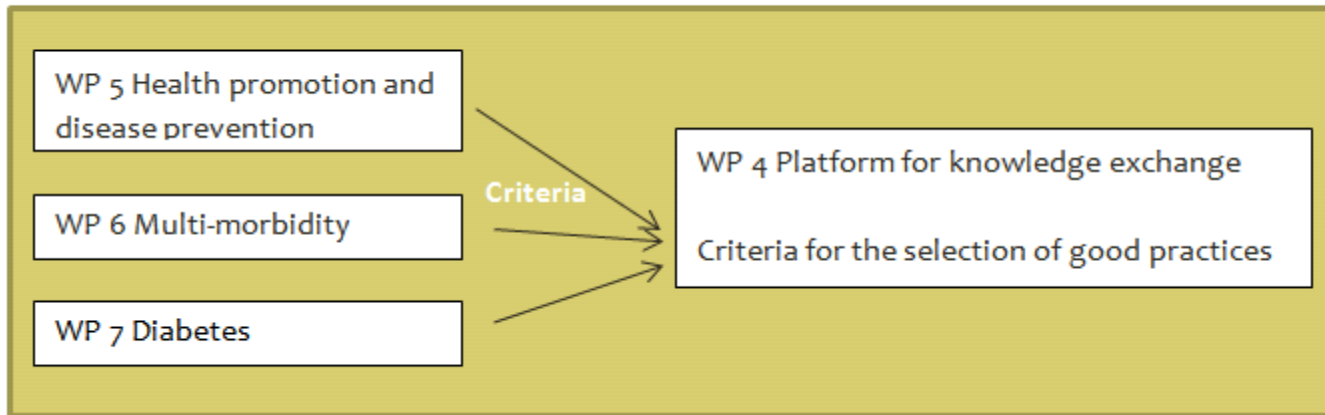 WP 5 Health promotion and
disease prevention
WP 6 Multi-morbidity
WP 7 Diabetes
Criteria
WP 4 Platform for knowledge exchange
Criteria for the selection of good practices